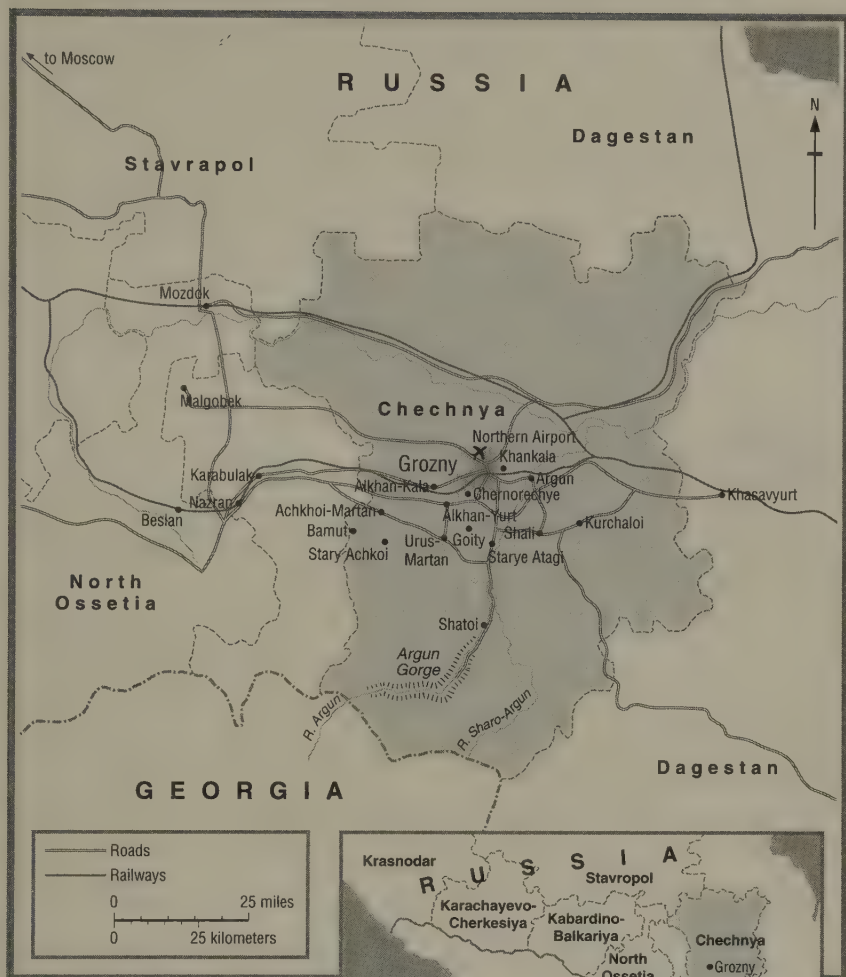 to Moscow
RUSSIA
N
Dagestan
Stavrapol
Mozdok
Malgobek
Chechnya
Northern Airport
Grozny
Khankala
Karabulak
Alkhan-Kala
Argun
Nazran
Chernorechye
Khasavyurt
Beslan
Achkhoi-Martan
Alkhan-Yurt
Kurchaloi
Bamut
Urus-
Martan
Goity
Shali
Stary Achkoi
Starye Atagi
North
Ossetia
Shatoi
Argun
Gorge
R. Argun
R. Sharo-Argun
Dagestan
GEORGIA
Roads
Railways
0 25 miles
0 25 kilometers
RUSSIA
Krasnodar
Stavropol
Karachayevo-
Cherkesiya
Kabardino-
Balkariya
Chechnya
North
Ossetia
Grozny